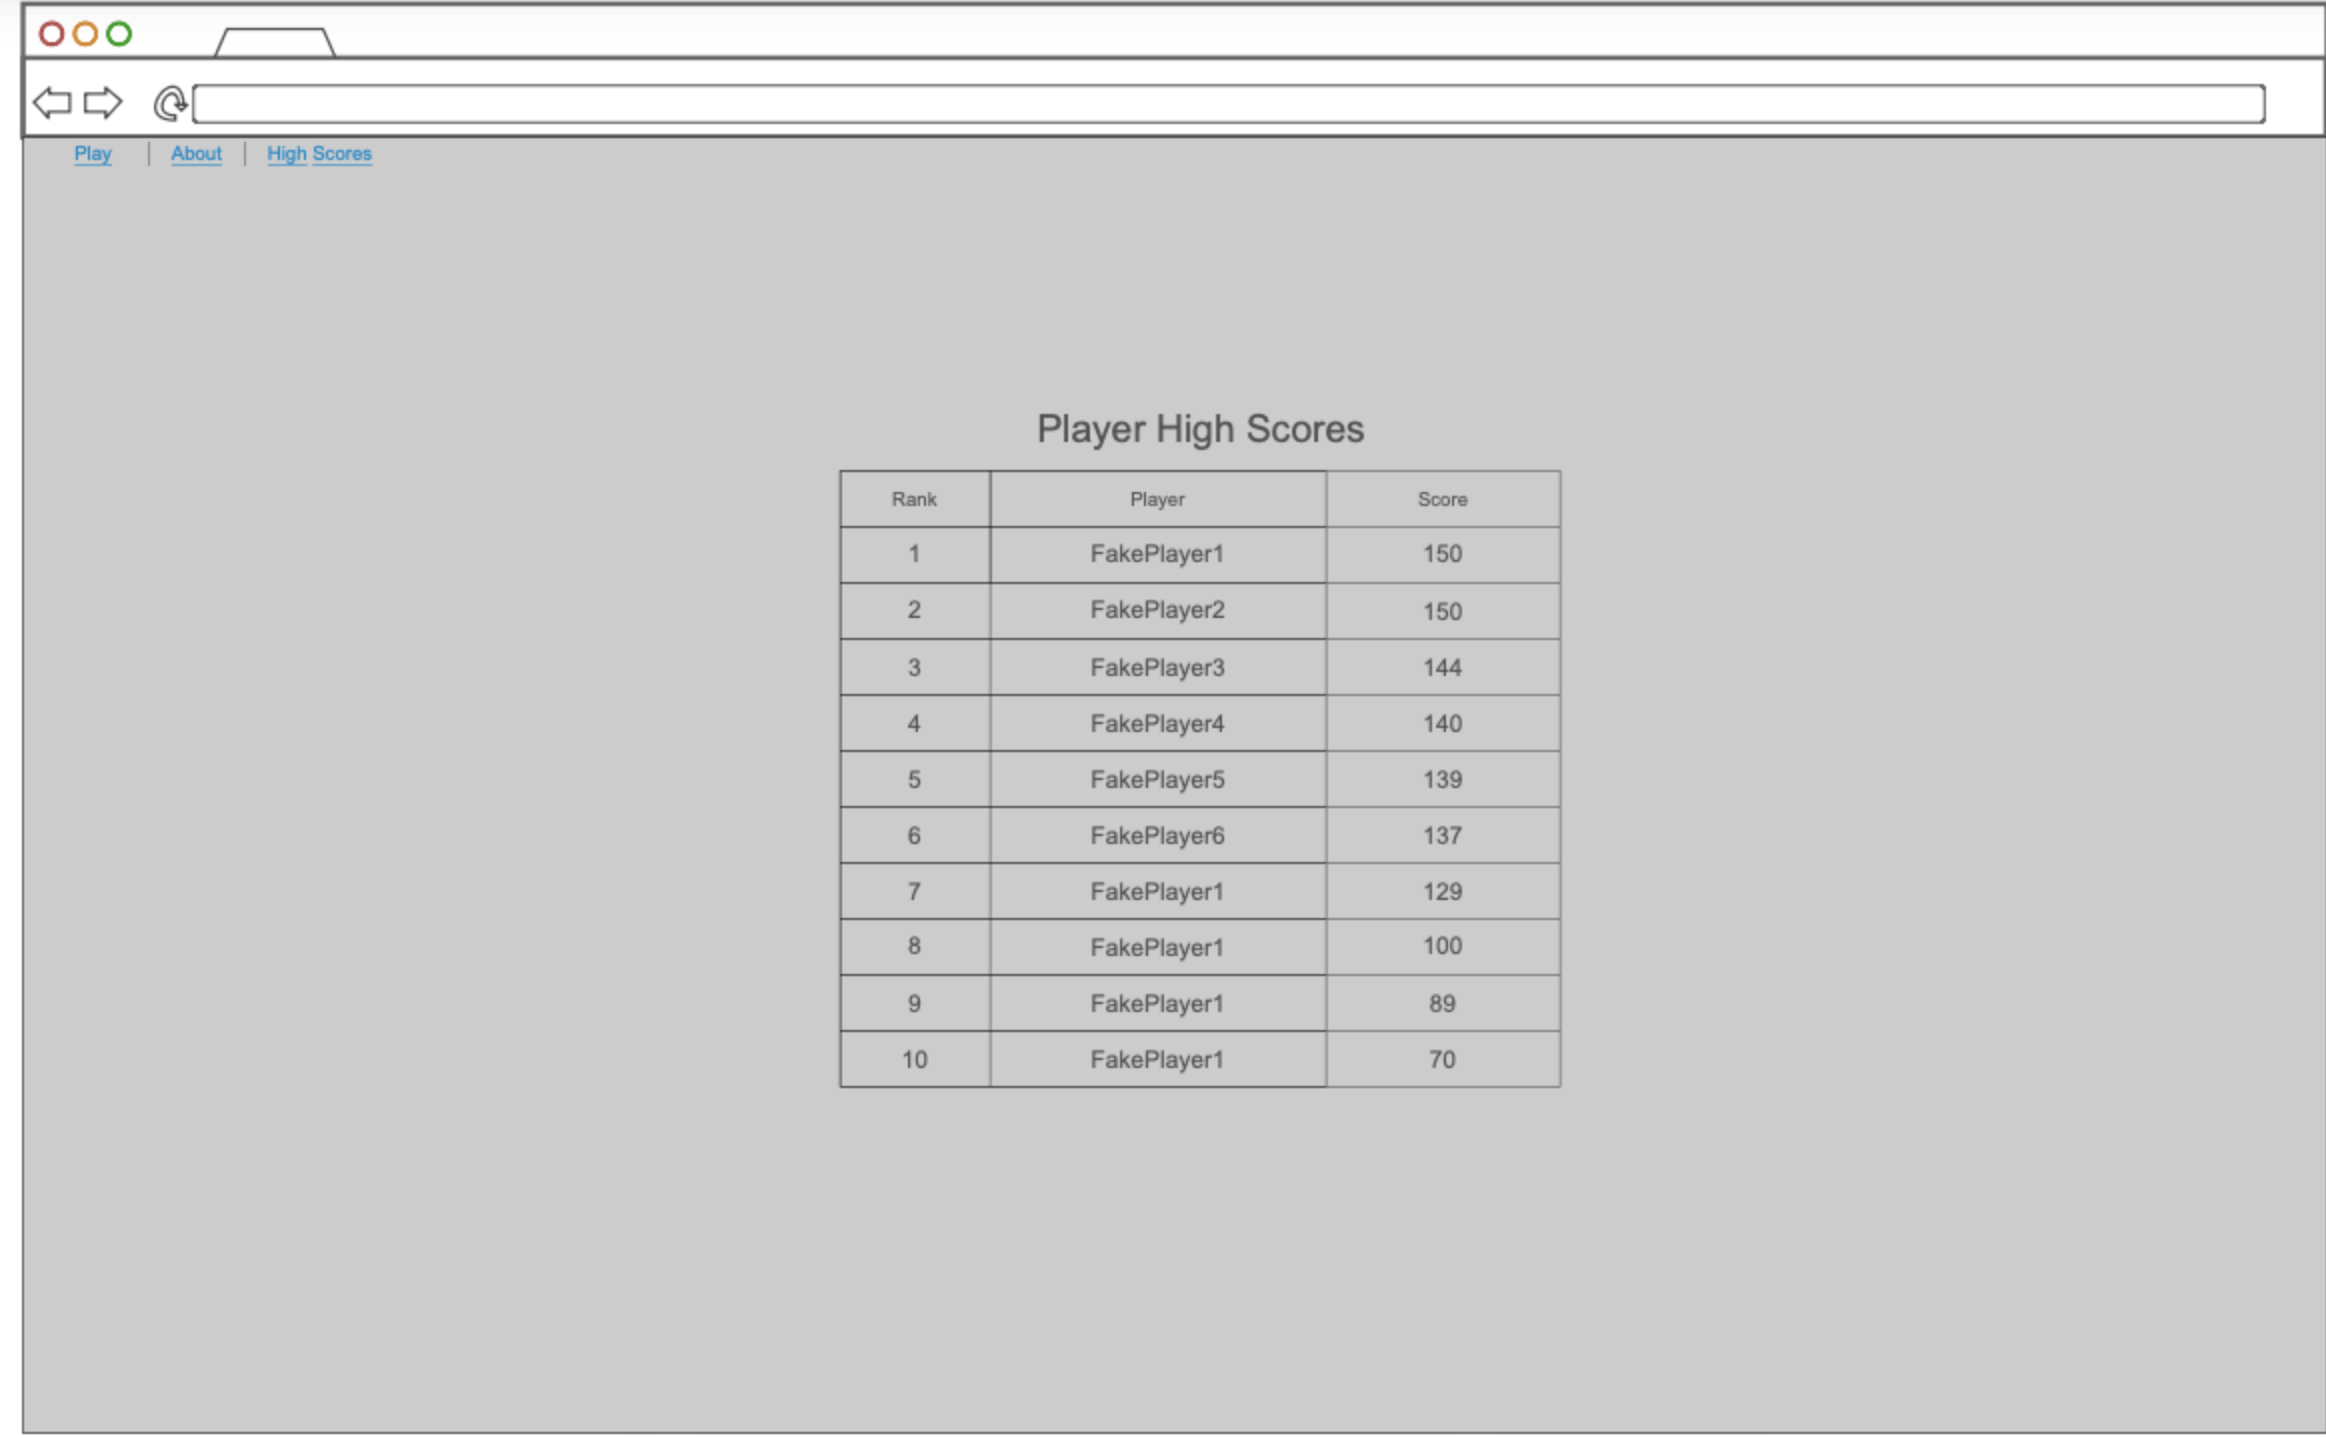 Play | About | High Scores
Player High Scores
Rank Player Score
1 FakePlayer1 150
2 FakePlayer2 150
3 FakePlayer3 144
4 FakePlayer4 140
5 FakePlayer5 139
6 FakePlayer6 137
7 FakePlayer1 129
8 FakePlayer1 100
9 FakePlayer1 89
10 FakePlayer1 70